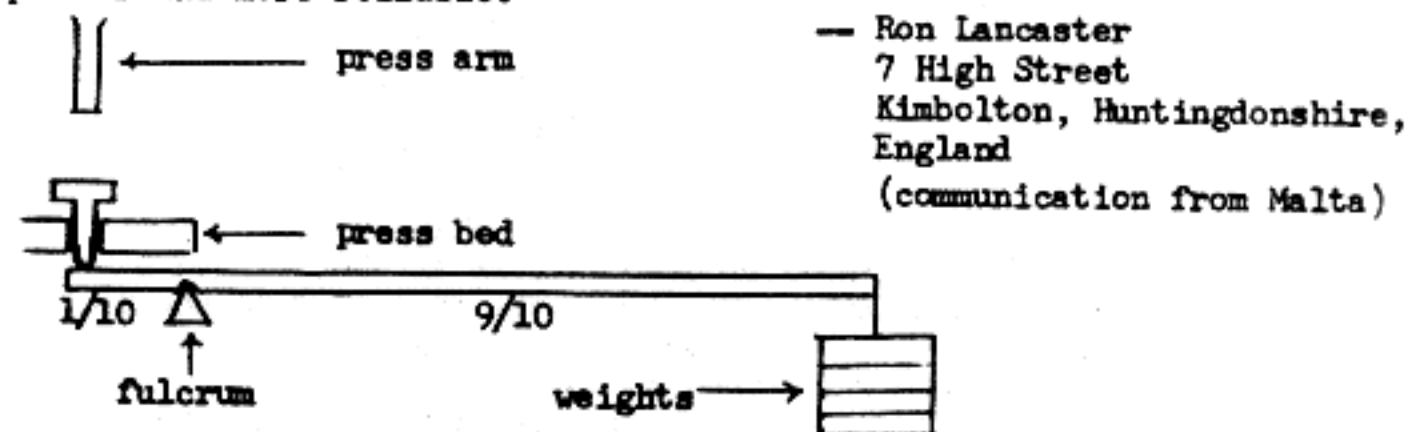 — Ron Lancaster
7 High Street
Kimbolton, Huntingdonshire,
England
(communication from Malta)
press arm
press bed
1/10
9/10
fulcrum
weights